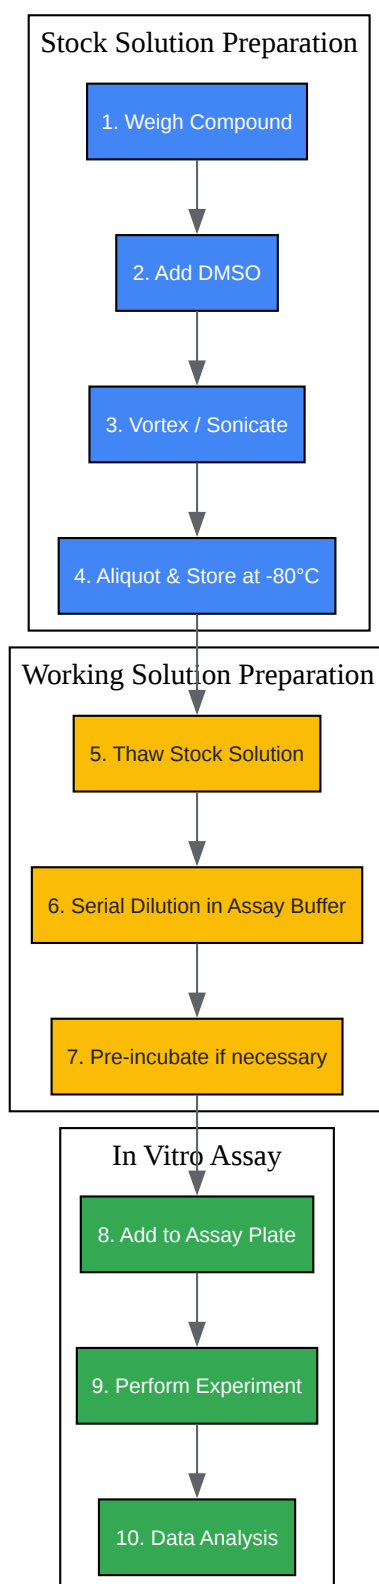 Stock Solution Preparation
1. Weigh Compound
2. Add DMSO
3. Vortex / Sonicate
4. Aliquot & Store at -80°C
Working Solution Preparation
5. Thaw Stock Solution
6. Serial Dilution in Assay Buffer
7. Pre-incubate if necessary
In Vitro Assay
8. Add to Assay Plate
9. Perform Experiment
10. Data Analysis